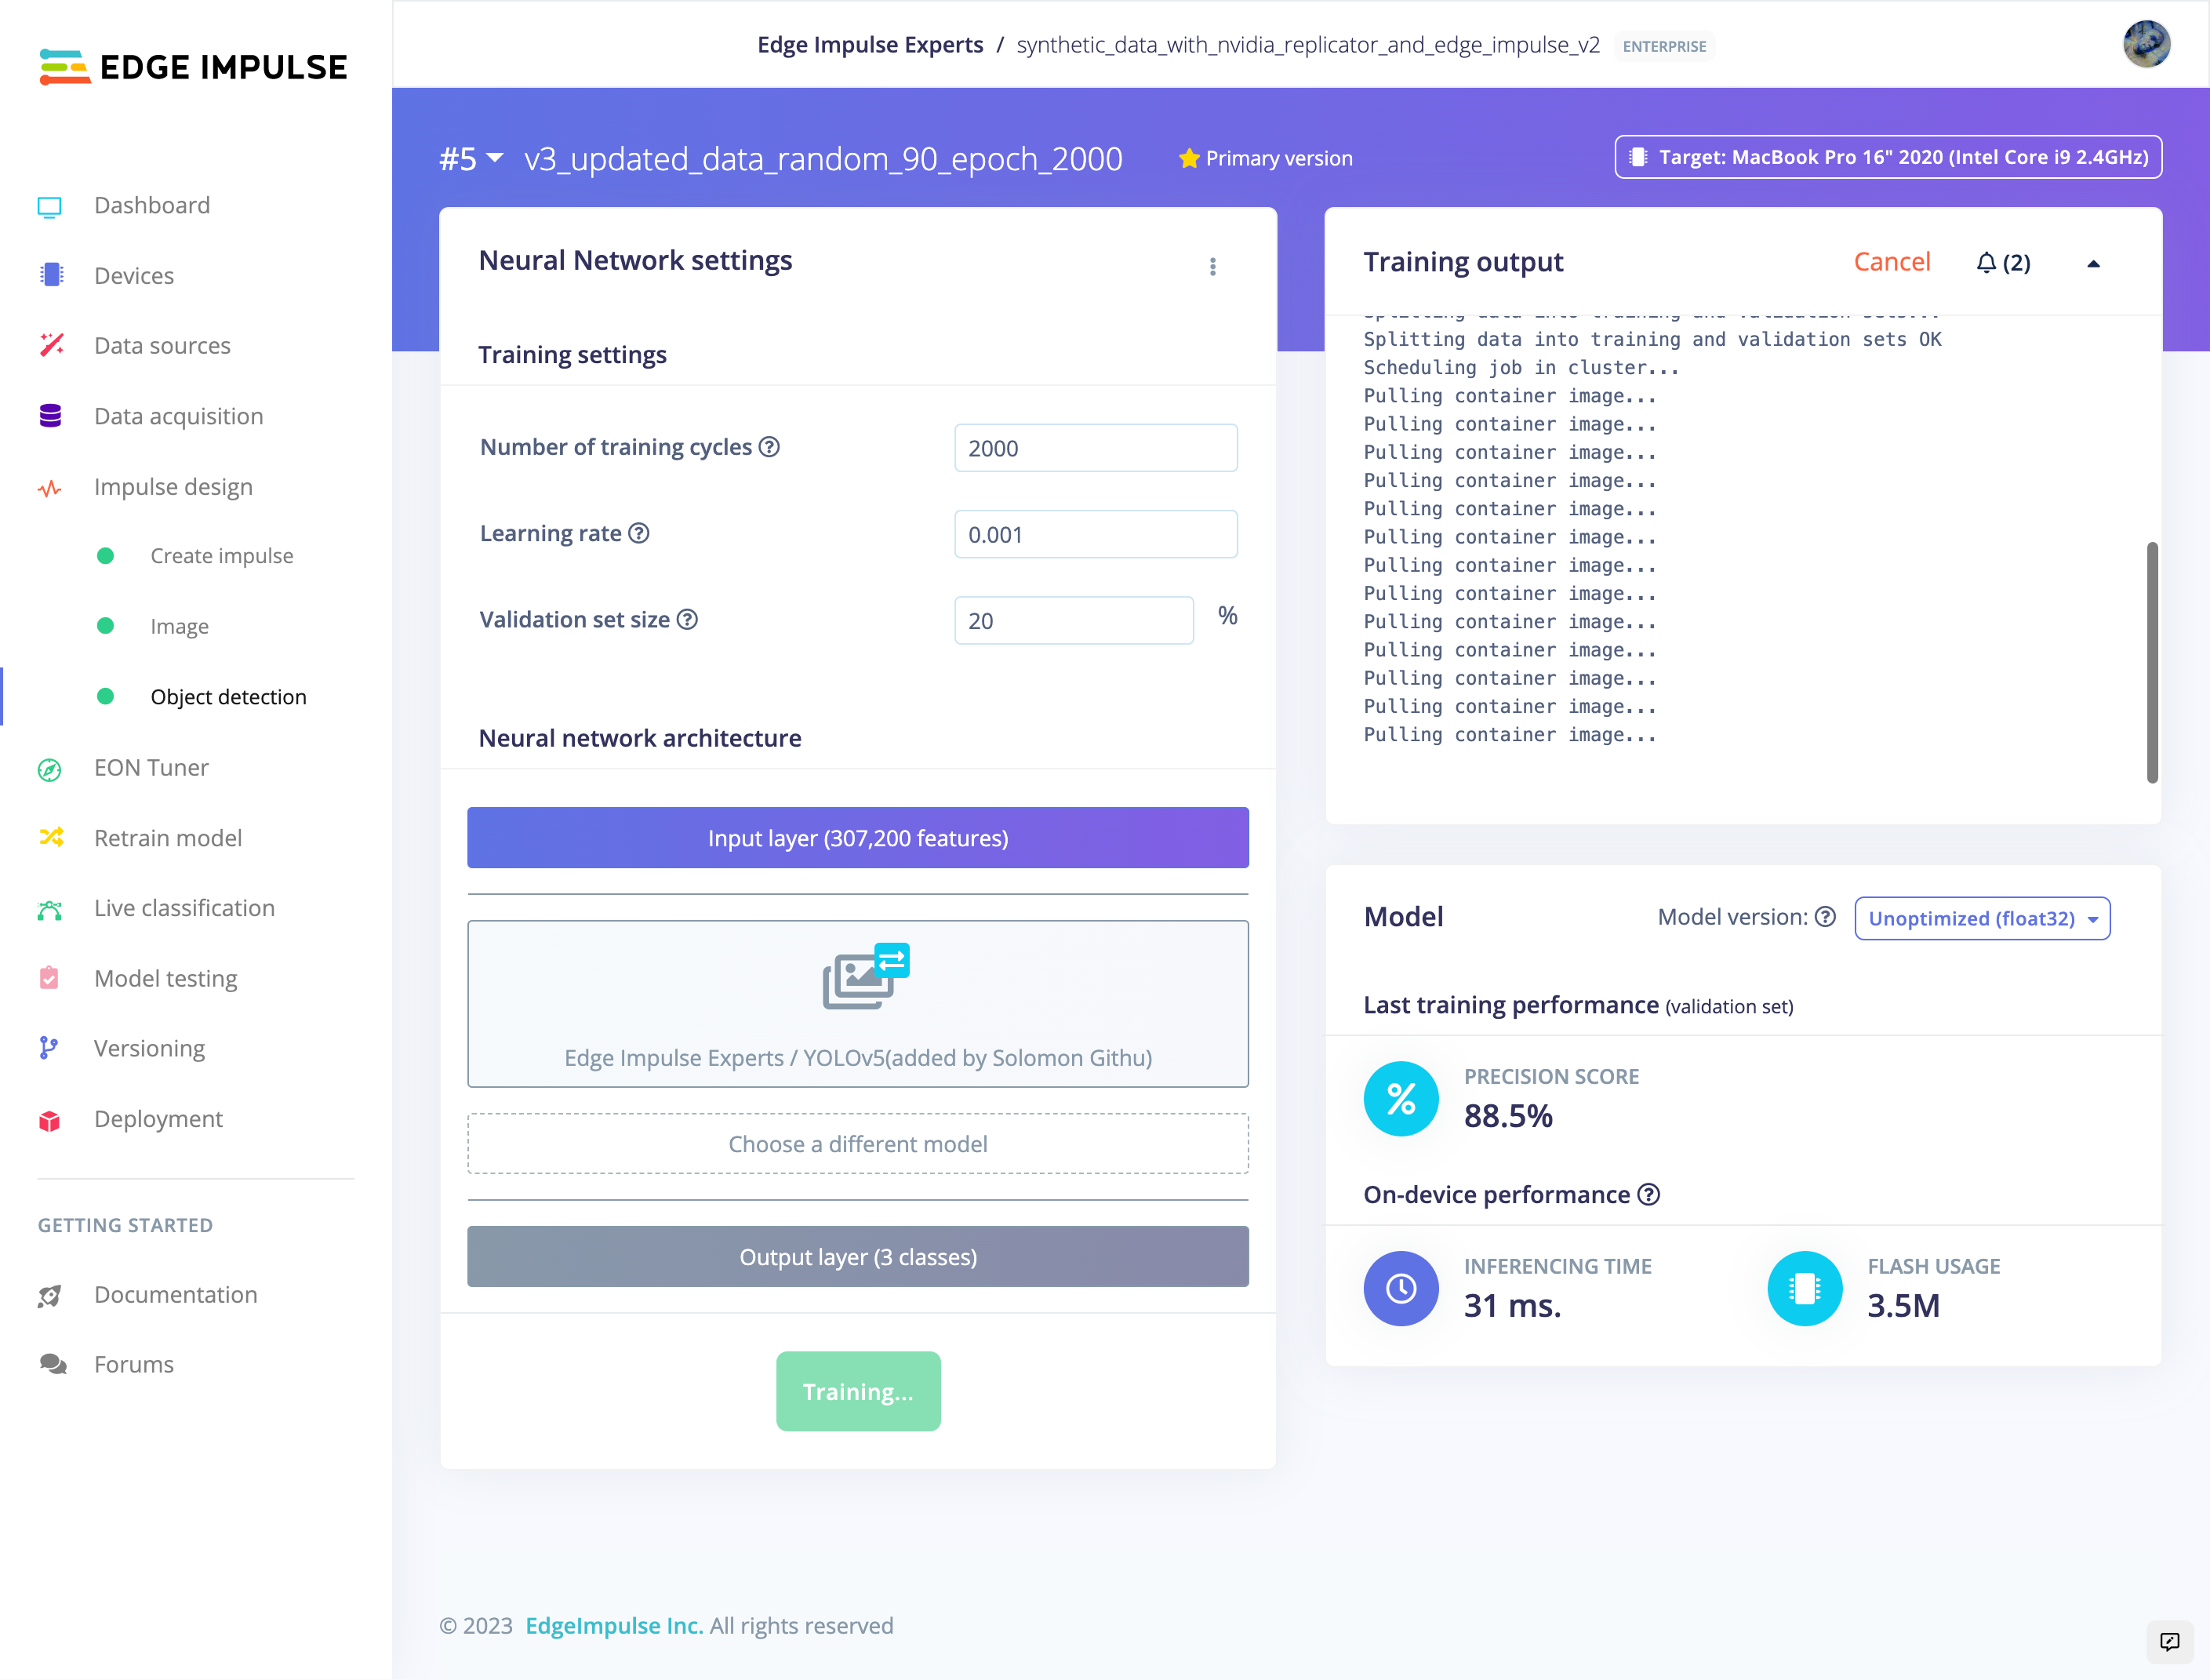 EDGE IMPULSE
Edge Impulse Experts / synthetic_data_with_nvidia_replicator_and_edge_impulse_v2 ENTERPRISE
Dashboard
Devices
Data sources
Data acquisition
Impulse design
Create impulse
Image
Object detection
EON Tuner
Retrain model
Live classification
Model testing
Versioning
Deployment
GETTING STARTED
Documentation
Forums
#5 v3_updated_data_random_90_epoch_2000 Primary version
Target: MacBook Pro 16" 2020 (Intel Core i9 2.4GHz)
Neural Network settings
Training settings
Number of training cycles ?
2000
Learning rate ?
0.001
Validation set size ?
20 %
Neural network architecture
Input layer (307,200 features)
Edge Impulse Experts / YOLOv5(added by Solomon Githu)
Choose a different model
Output layer (3 classes)
Training...
Training output Cancel (2)
Splitting data into training and validation sets...
Splitting data into training and validation sets OK
Scheduling job in cluster...
Pulling container image...
Pulling container image...
Pulling container image...
Pulling container image...
Pulling container image...
Pulling container image...
Pulling container image...
Pulling container image...
Pulling container image...
Pulling container image...
Pulling container image...
Pulling container image...
Pulling container image...
Model
Model version: ? Unoptimized (float32)
Last training performance (validation set)
%
PRECISION SCORE
88.5%
On-device performance ?
INFERENCING TIME
31 ms.
FLASH USAGE
3.5M
© 2023 EdgeImpulse Inc. All rights reserved